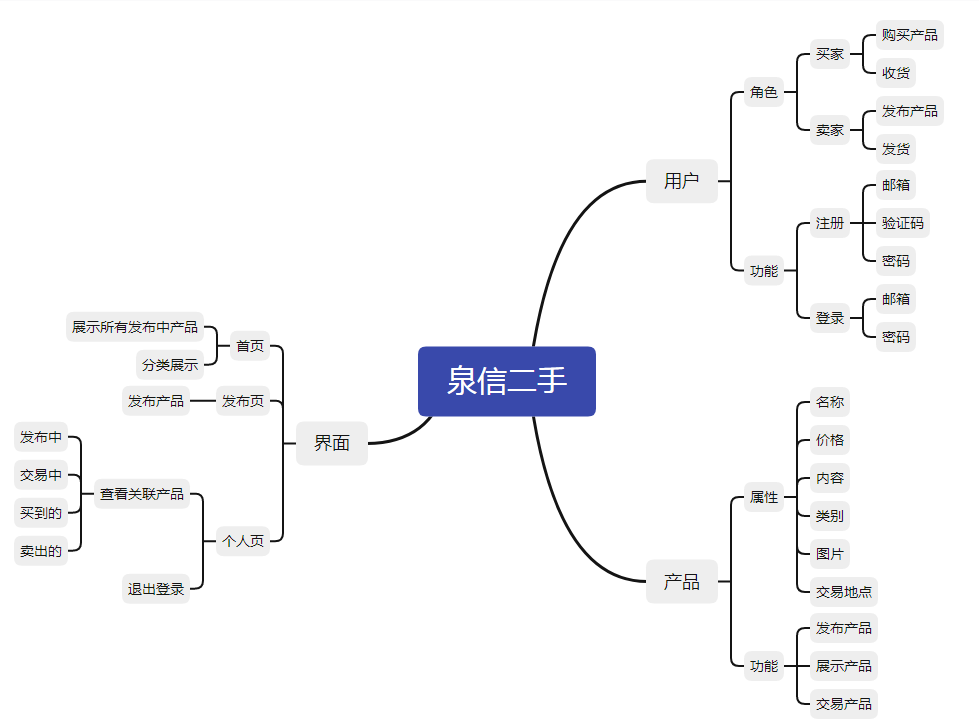 泉信二手
用户
角色
买家
购买产品
收货
卖家
发布产品
发货
功能
注册
邮箱
验证码
密码
登录
邮箱
密码
产品
属性
名称
价格
内容
类别
图片
交易地点
功能
发布产品
展示产品
交易产品
界面
首页
展示所有发布中产品
分类展示
发布页
发布产品
个人页
查看关联产品
发布中
交易中
买到的
卖出的
退出登录